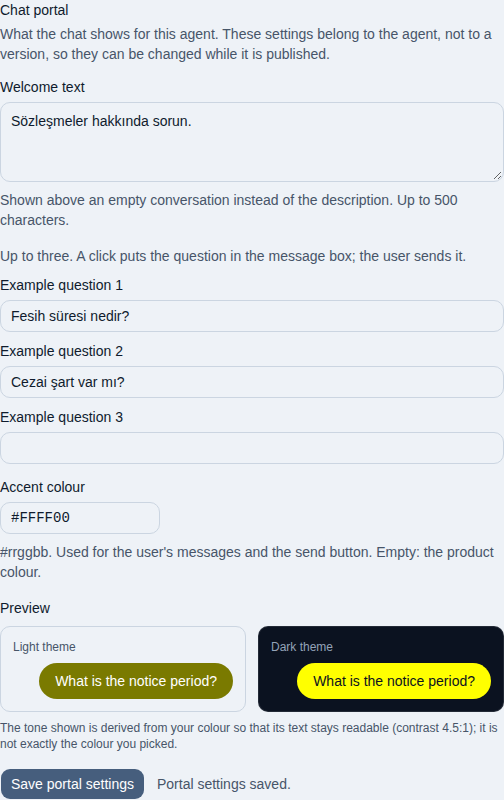 Chat portal
What the chat shows for this agent. These settings belong to the agent, not to a
version, so they can be changed while it is published.
Welcome text
Sözleşmeler hakkında sorun.
Shown above an empty conversation instead of the description. Up to 500
characters.
Up to three. A click puts the question in the message box; the user sends it.
Example question 1
Fesih süresi nedir?
Example question 2
Cezai şart var mı?
Example question 3
Accent colour
#FFFF00
#rrggbb. Used for the user's messages and the send button. Empty: the product
colour.
Preview
Light theme
What is the notice period?
Dark theme
What is the notice period?
The tone shown is derived from your colour so that its text stays readable (contrast 4.5:1); it is
not exactly the colour you picked.
Save portal settings
Portal settings saved.